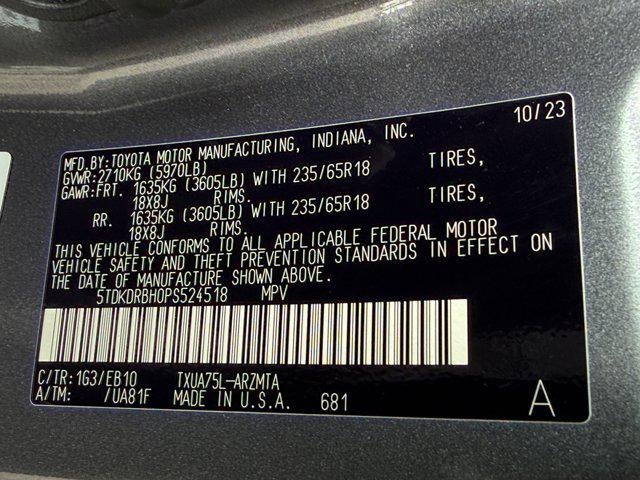 10/23
MFD.BY:TOYOTA MOTOR MANUFACTURING, INDIANA, INC.
GVWR:2710KG (5970LB)
GAWR:FRT. 1635KG (3605LB) WITH 235/65R18 TIRES,
18X8J RIMS.
RR. 1635KG (3605LB) WITH 235/65R18 TIRES,
18X8J RIMS.
THIS VEHICLE CONFORMS TO ALL APPLICABLE FEDERAL MOTOR
VEHICLE SAFETY AND THEFT PREVENTION STANDARDS IN EFFECT ON
THE DATE OF MANUFACTURE SHOWN ABOVE.
5TDKDRBH0PS524518 MPV
C/TR:1G3/EB10 TXUA75L-ARZMTA
A/TM: /UA81F MADE IN U.S.A. 681 A